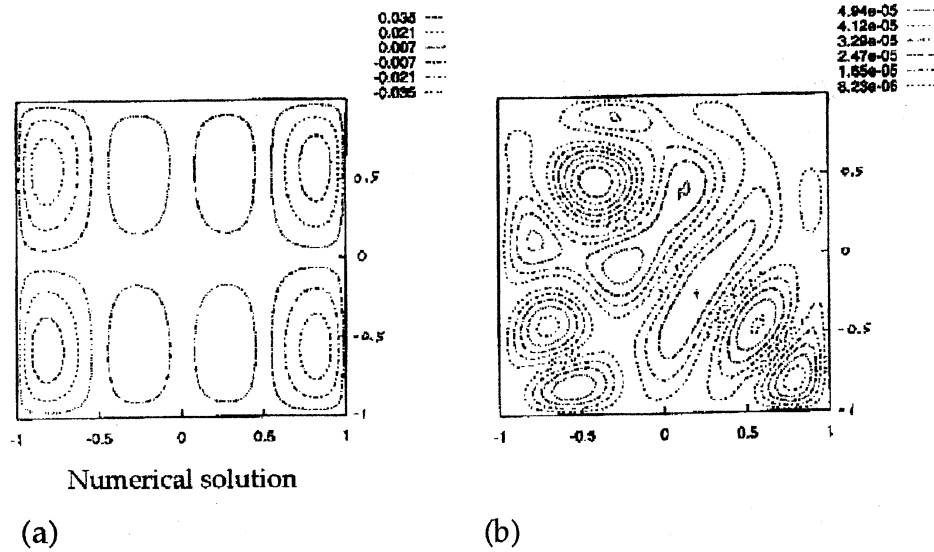 0.035
0.021
0.007
-0.007
-0.021
-0.035
0.5
0
-0.5
-1
-1 -0.5 0 0.5 1
Numerical solution
(a)
4.94e-05
4.12e-05
3.29e-05
2.47e-05
1.65e-05
8.23e-06
0.5
0
-0.5
-1
-1 -0.5 0 0.5 1
(b)